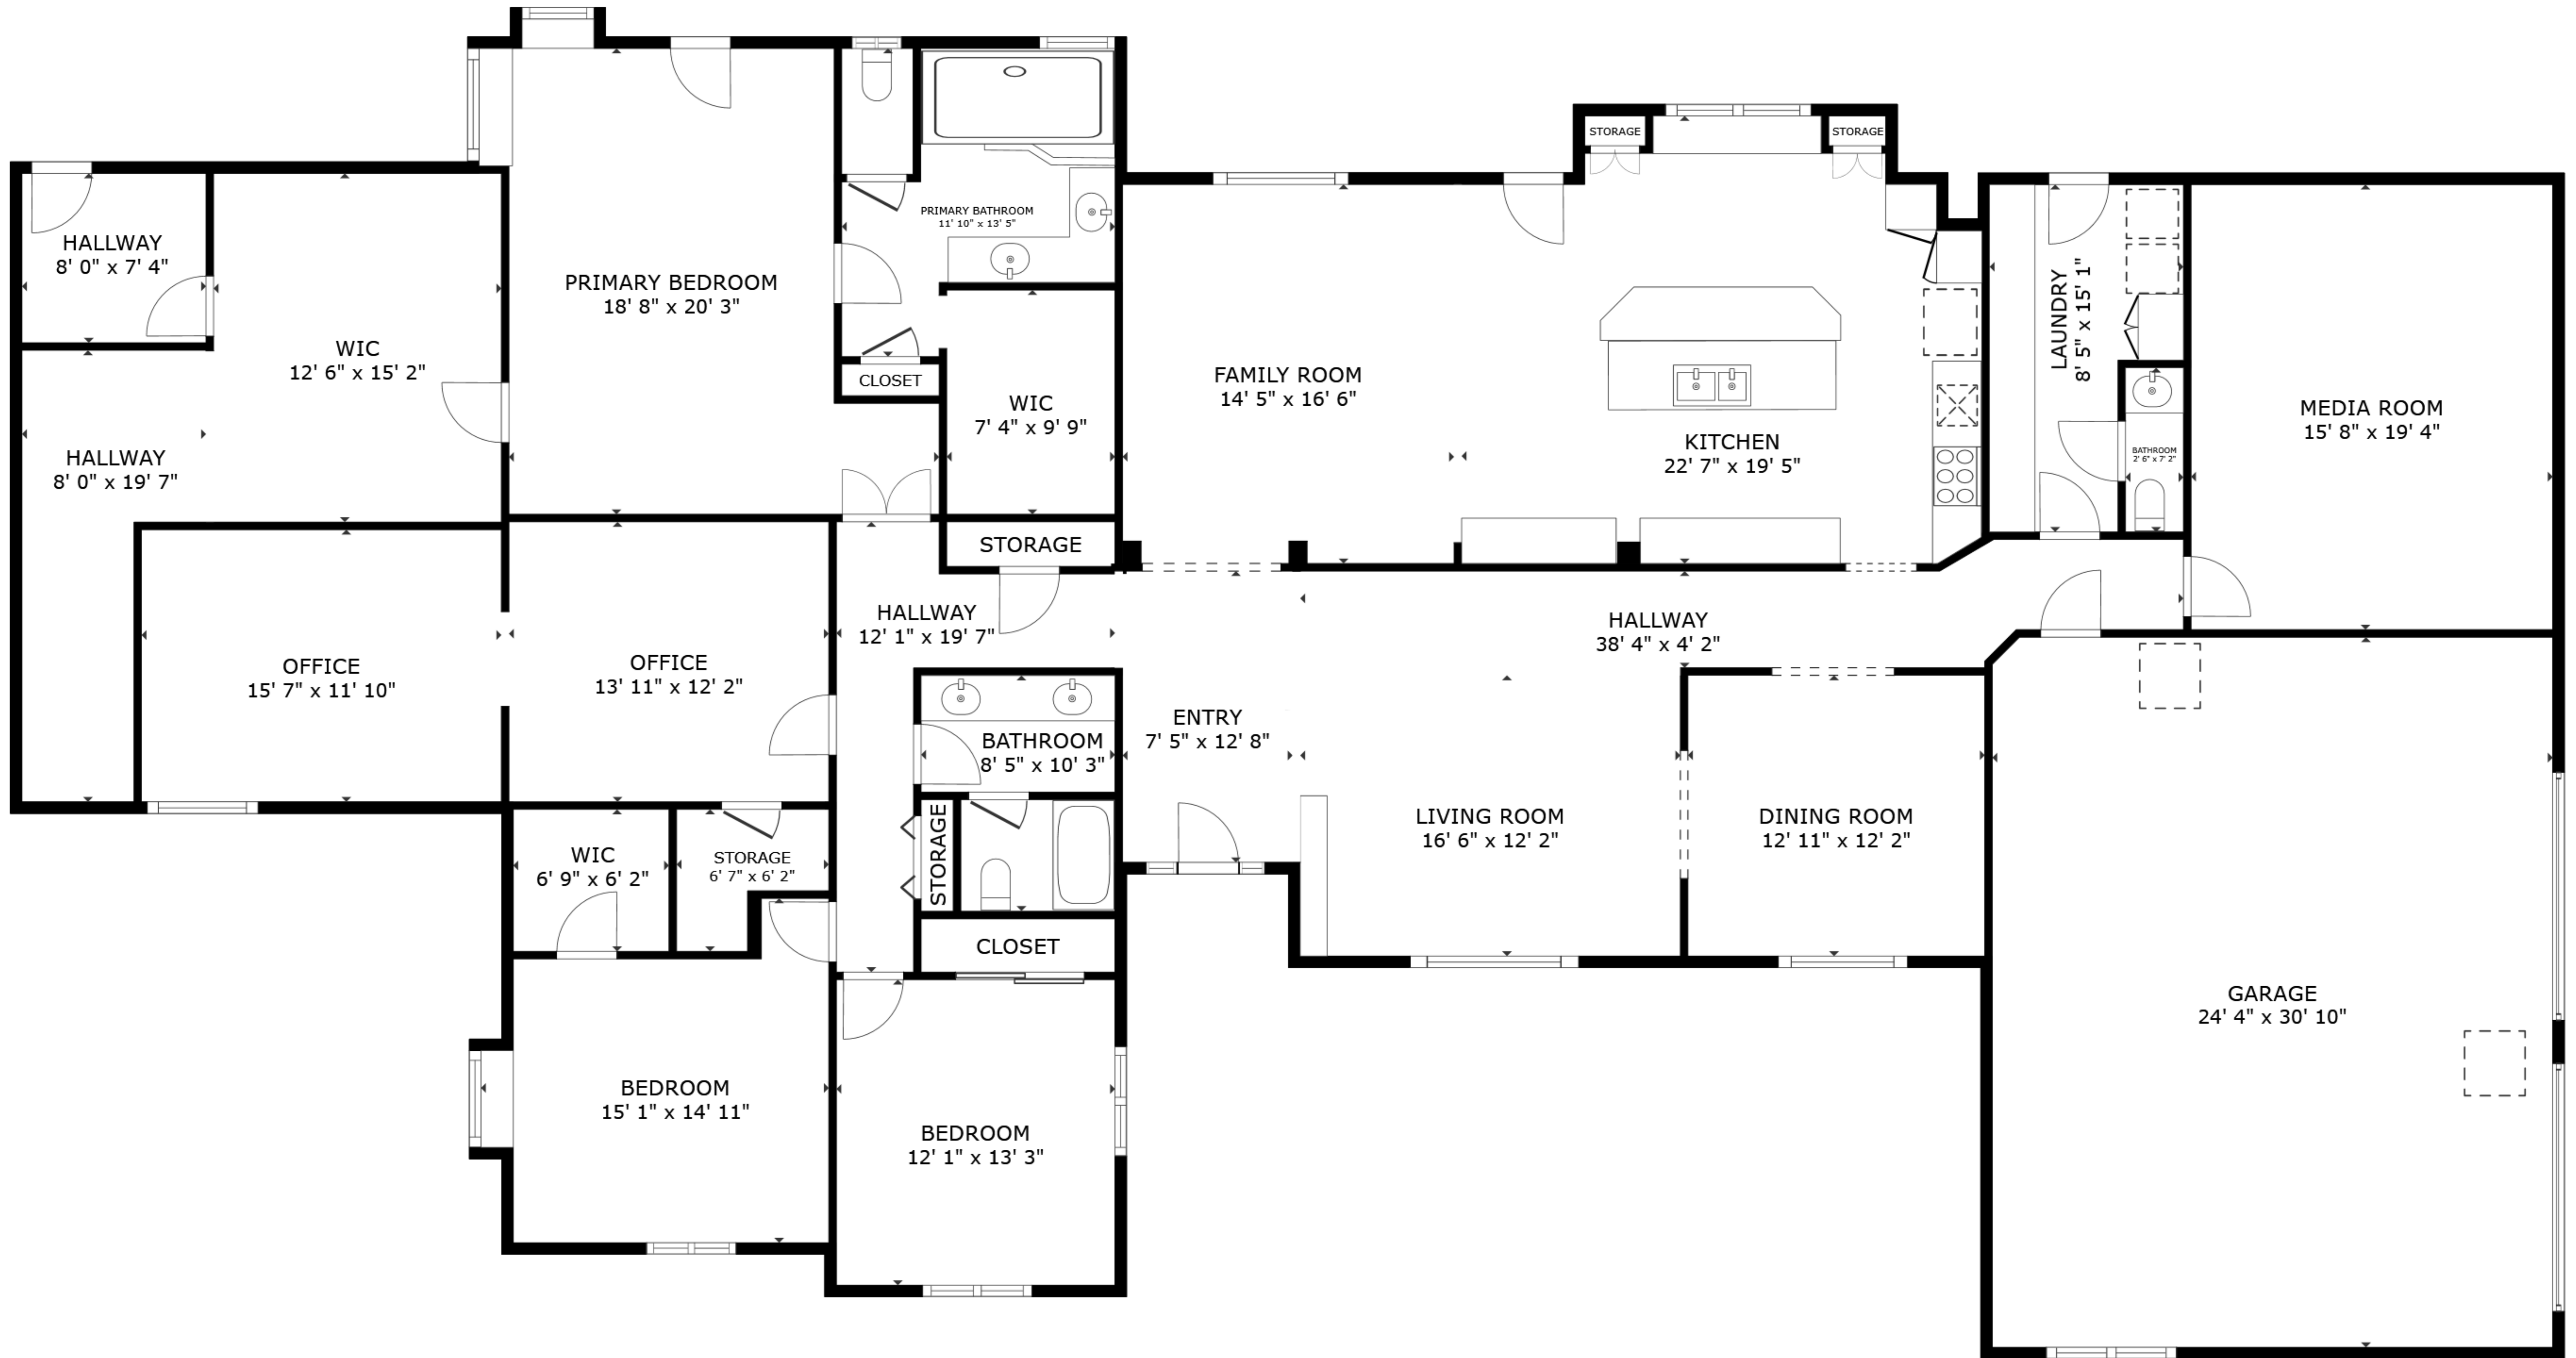 STORAGE
STORAGE
HALLWAY
8' 0" x 7' 4"
PRIMARY BATHROOM
11' 10" x 13' 5"
PRIMARY BEDROOM
18' 8" x 20' 3"
LAUNDRY
8' 5" x 15' 1"
WIC
12' 6" x 15' 2"
CLOSET
FAMILY ROOM
14' 5" x 16' 6"
WIC
7' 4" x 9' 9"
MEDIA ROOM
15' 8" x 19' 4"
KITCHEN
22' 7" x 19' 5"
BATHROOM
2' 6" x 7' 2"
HALLWAY
8' 0" x 19' 7"
STORAGE
HALLWAY
12' 1" x 19' 7"
HALLWAY
38' 4" x 4' 2"
OFFICE
15' 7" x 11' 10"
OFFICE
13' 11" x 12' 2"
ENTRY
7' 5" x 12' 8"
BATHROOM
8' 5" x 10' 3"
LIVING ROOM
16' 6" x 12' 2"
DINING ROOM
12' 11" x 12' 2"
WIC
6' 9" x 6' 2"
STORAGE
6' 7" x 6' 2"
STORAGE
CLOSET
GARAGE
24' 4" x 30' 10"
BEDROOM
15' 1" x 14' 11"
BEDROOM
12' 1" x 13' 3"